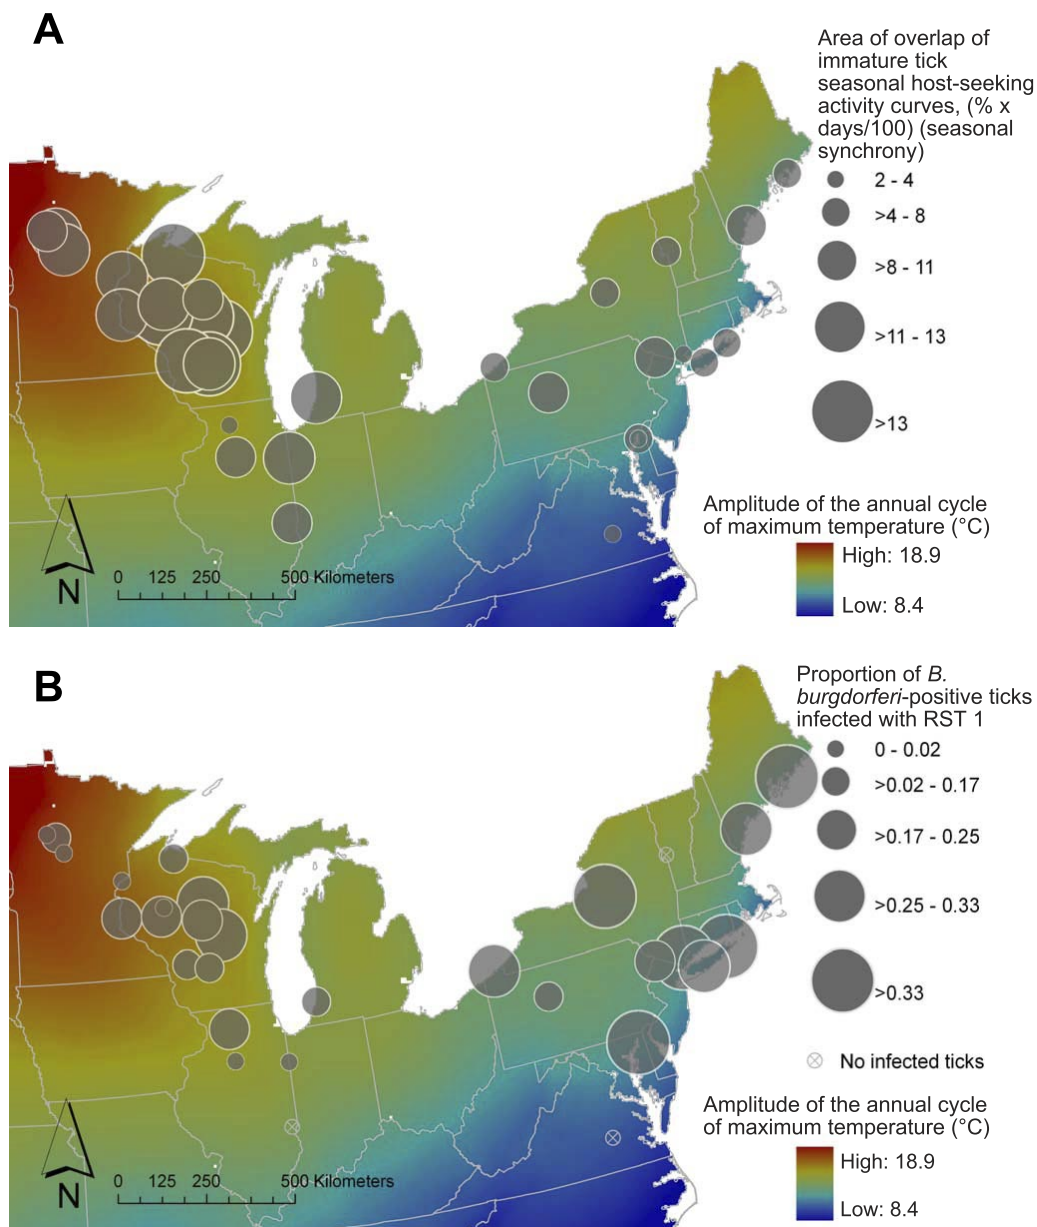 A
Area of overlap of
immature tick
seasonal host-seeking
activity curves, (% x
days/100) (seasonal
synchrony)
2 - 4
>4 - 8
>8 - 11
>11 - 13
>13
Amplitude of the annual cycle
of maximum temperature (°C)
High: 18.9
Low: 8.4
N
0 125 250 500 Kilometers
B
Proportion of B.
burgdorferi-positive ticks
infected with RST 1
0 - 0.02
>0.02 - 0.17
>0.17 - 0.25
>0.25 - 0.33
>0.33
No infected ticks
Amplitude of the annual cycle
of maximum temperature (°C)
High: 18.9
Low: 8.4
N
0 125 250 500 Kilometers